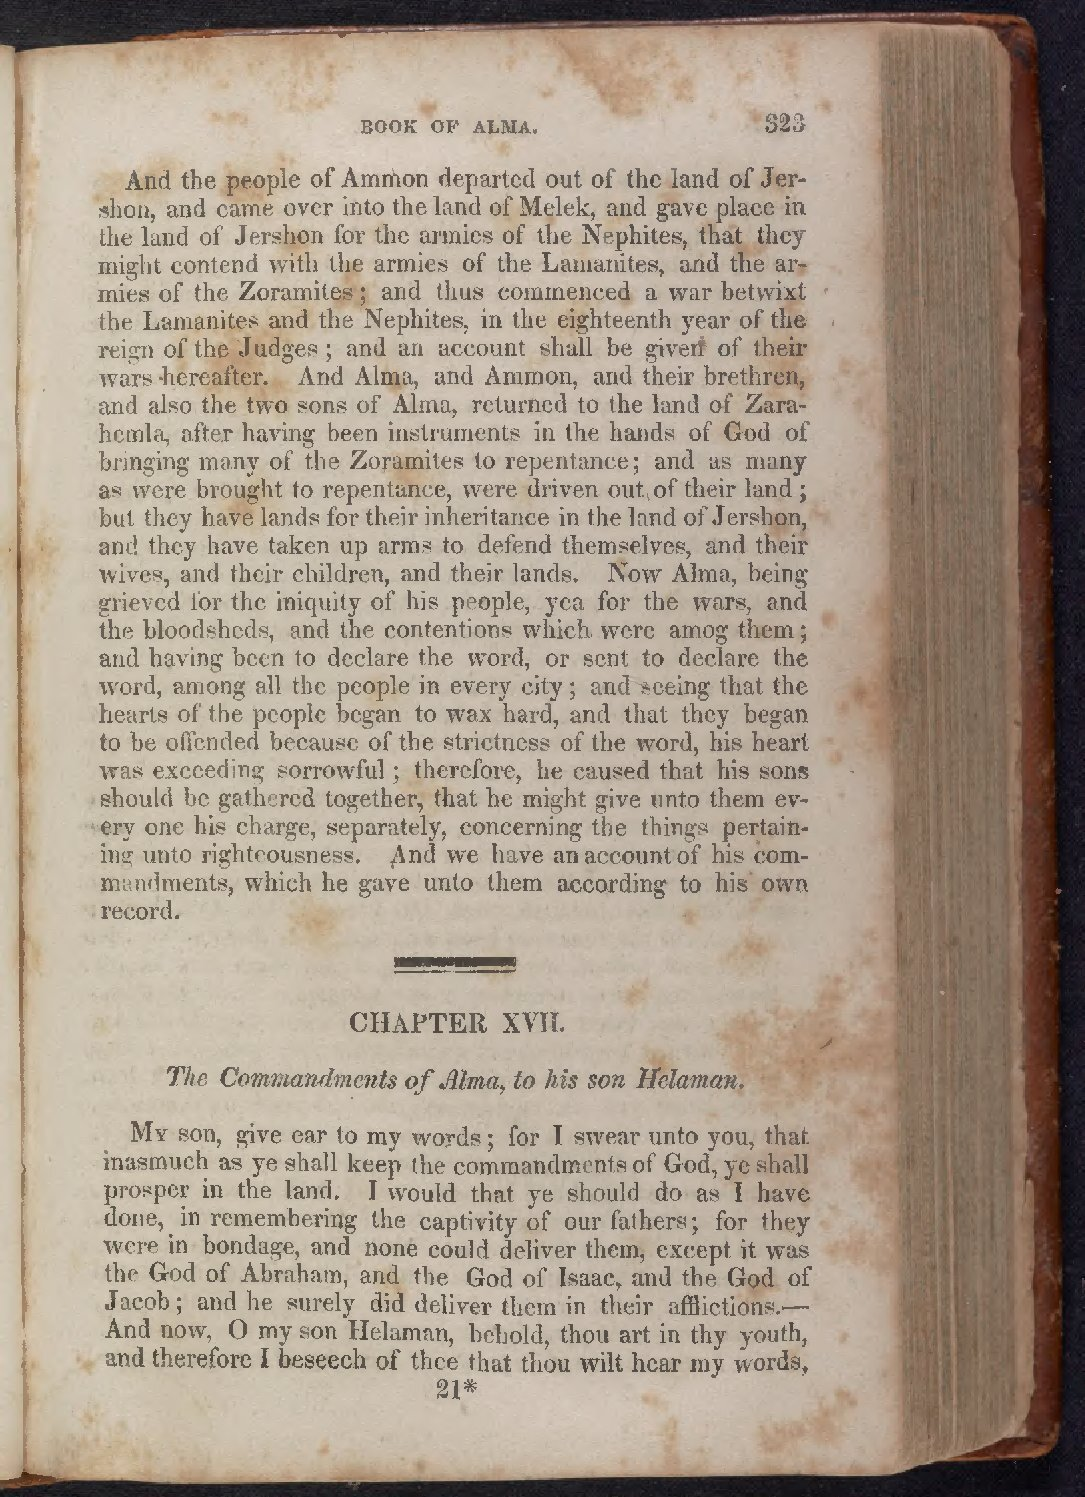 BOOK OF ALMA. 323
And the people of Ammon departed out of the land of Jer-
shon, and came over into the land of Melek, and gave place in
the land of Jershon for the armies of the Nephites, that they
might contend with the armies of the Lamanites, and the ar-
mies of the Zoramites; and thus commenced a war betwixt
the Lamanites and the Nephites, in the eighteenth year of the
reign of the Judges; and an account shall be given of their
wars hereafter. And Alma, and Ammon, and their brethren,
and also the two sons of Alma, returned to the land of Zara-
hemla, after having been instruments in the hands of God of
bringing many of the Zoramites to repentance; and as many
as were brought to repentance, were driven out of their land;
but they have lands for their inheritance in the land of Jershon,
and they have taken up arms to defend themselves, and their
wives, and their children, and their lands. Now Alma, being
grieved for the iniquity of his people, yea for the wars, and
the bloodsheds, and the contentions which were amog them;
and having been to declare the word, or sent to declare the
word, among all the people in every city; and seeing that the
hearts of the people began to wax hard, and that they began
to be offended because of the strictness of the word, his heart
was exceeding sorrowful; therefore, he caused that his sons
should be gathered together, that he might give unto them ev-
ery one his charge, separately, concerning the things pertain-
ing unto righteousness. And we have an account of his com-
mandments, which he gave unto them according to his own
record.
CHAPTER XVII.
The Commandments of Alma, to his son Helaman.
MY son, give ear to my words; for I swear unto you, that
inasmuch as ye shall keep the commandments of God, ye shall
prosper in the land. I would that ye should do as I have
done, in remembering the captivity of our fathers; for they
were in bondage, and none could deliver them, except it was
the God of Abraham, and the God of Isaac, and the God of
Jacob; and he surely did deliver them in their afflictions.—
And now, O my son Helaman, behold, thou art in thy youth,
and therefore I beseech of thee that thou wilt hear my words,
21*